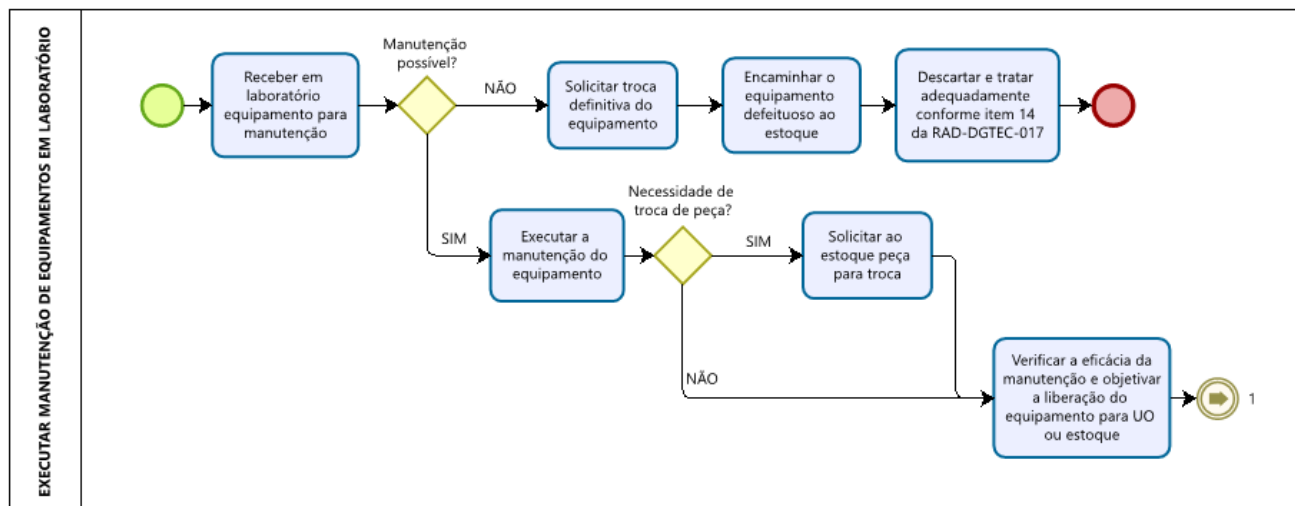 EXECUTAR MANUTENÇÃO DE EQUIPAMENTOS EM LABORATÓRIO
Receber em
laboratório
equipamento para
manutenção
Manutenção
possível?
NÃO
Solicitar troca
definitiva do
equipamento
Encaminhar o
equipamento
defeituoso ao
estoque
Descartar e tratar
adequadamente
conforme item 14
da RAD-DGTEC-017
SIM
Executar a
manutenção do
equipamento
Necessidade de
troca de peça?
SIM
Solicitar ao
estoque peça
para troca
NÃO
Verificar a eficácia da
manutenção e objetivar
a liberação do
equipamento para UO
ou estoque
1